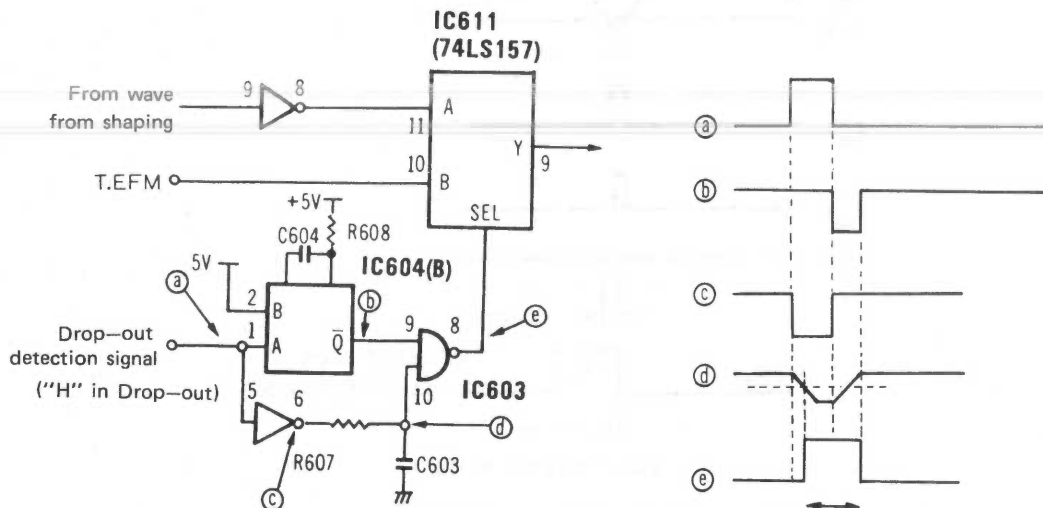 IC611
(74LS157)
From wave
from shaping
9
8
A
11
Y
9
T.EFM
10
B
SEL
+5V
C604
R608
5V
IC604(B)
a
b
2
B
1
A
Q̅
9
8
e
Drop–out
detection signal
("H" in Drop–out)
10
IC603
5
6
d
R607
C603
c
a
b
c
d
e